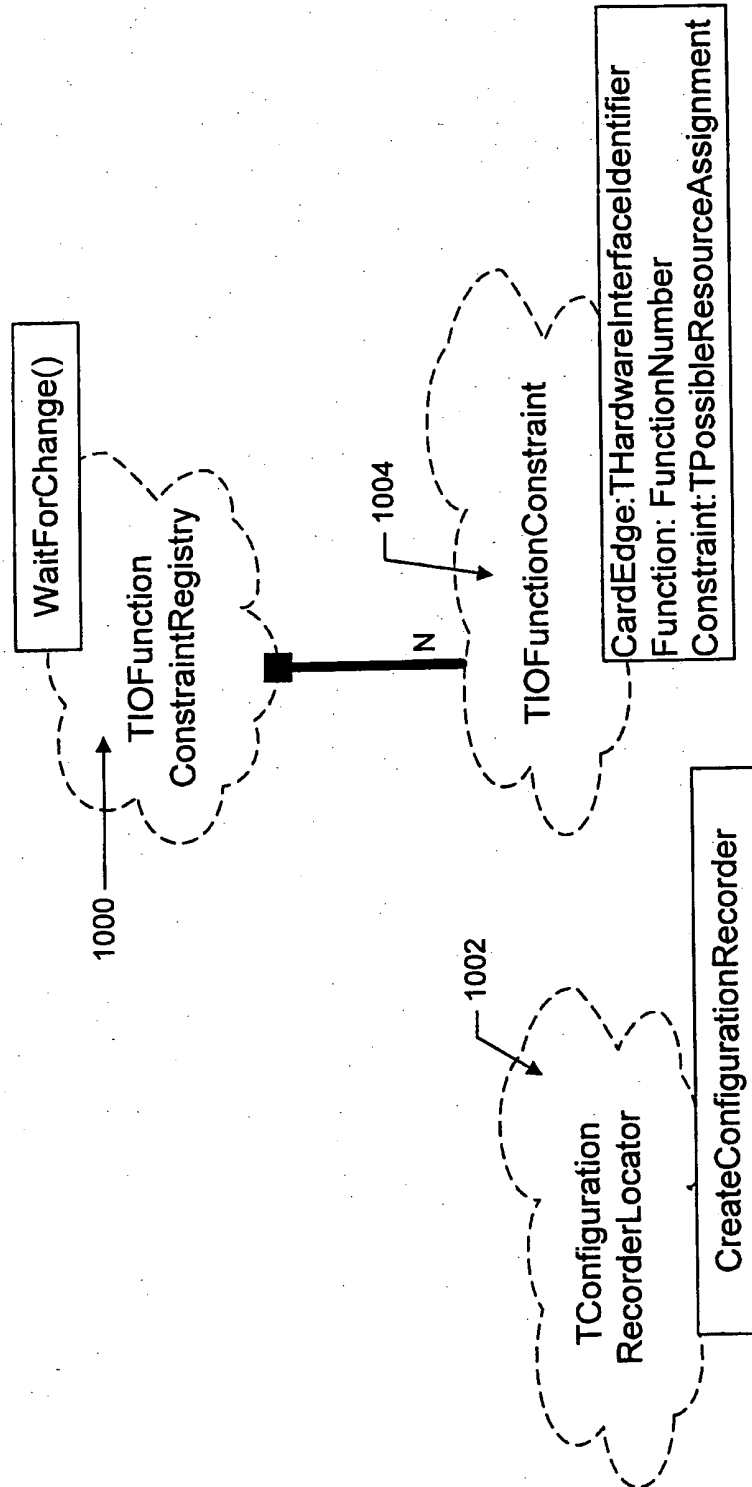 WaitForChange()
TIOFunction
ConstraintRegistry
1000
N
1004
TIOFunctionConstraint
CardEdge:THardwareInterfaceIdentifier
Function: FunctionNumber
Constraint:TPossibleResourceAssignment
1002
TConfiguration
RecorderLocator
CreateConfigurationRecorder